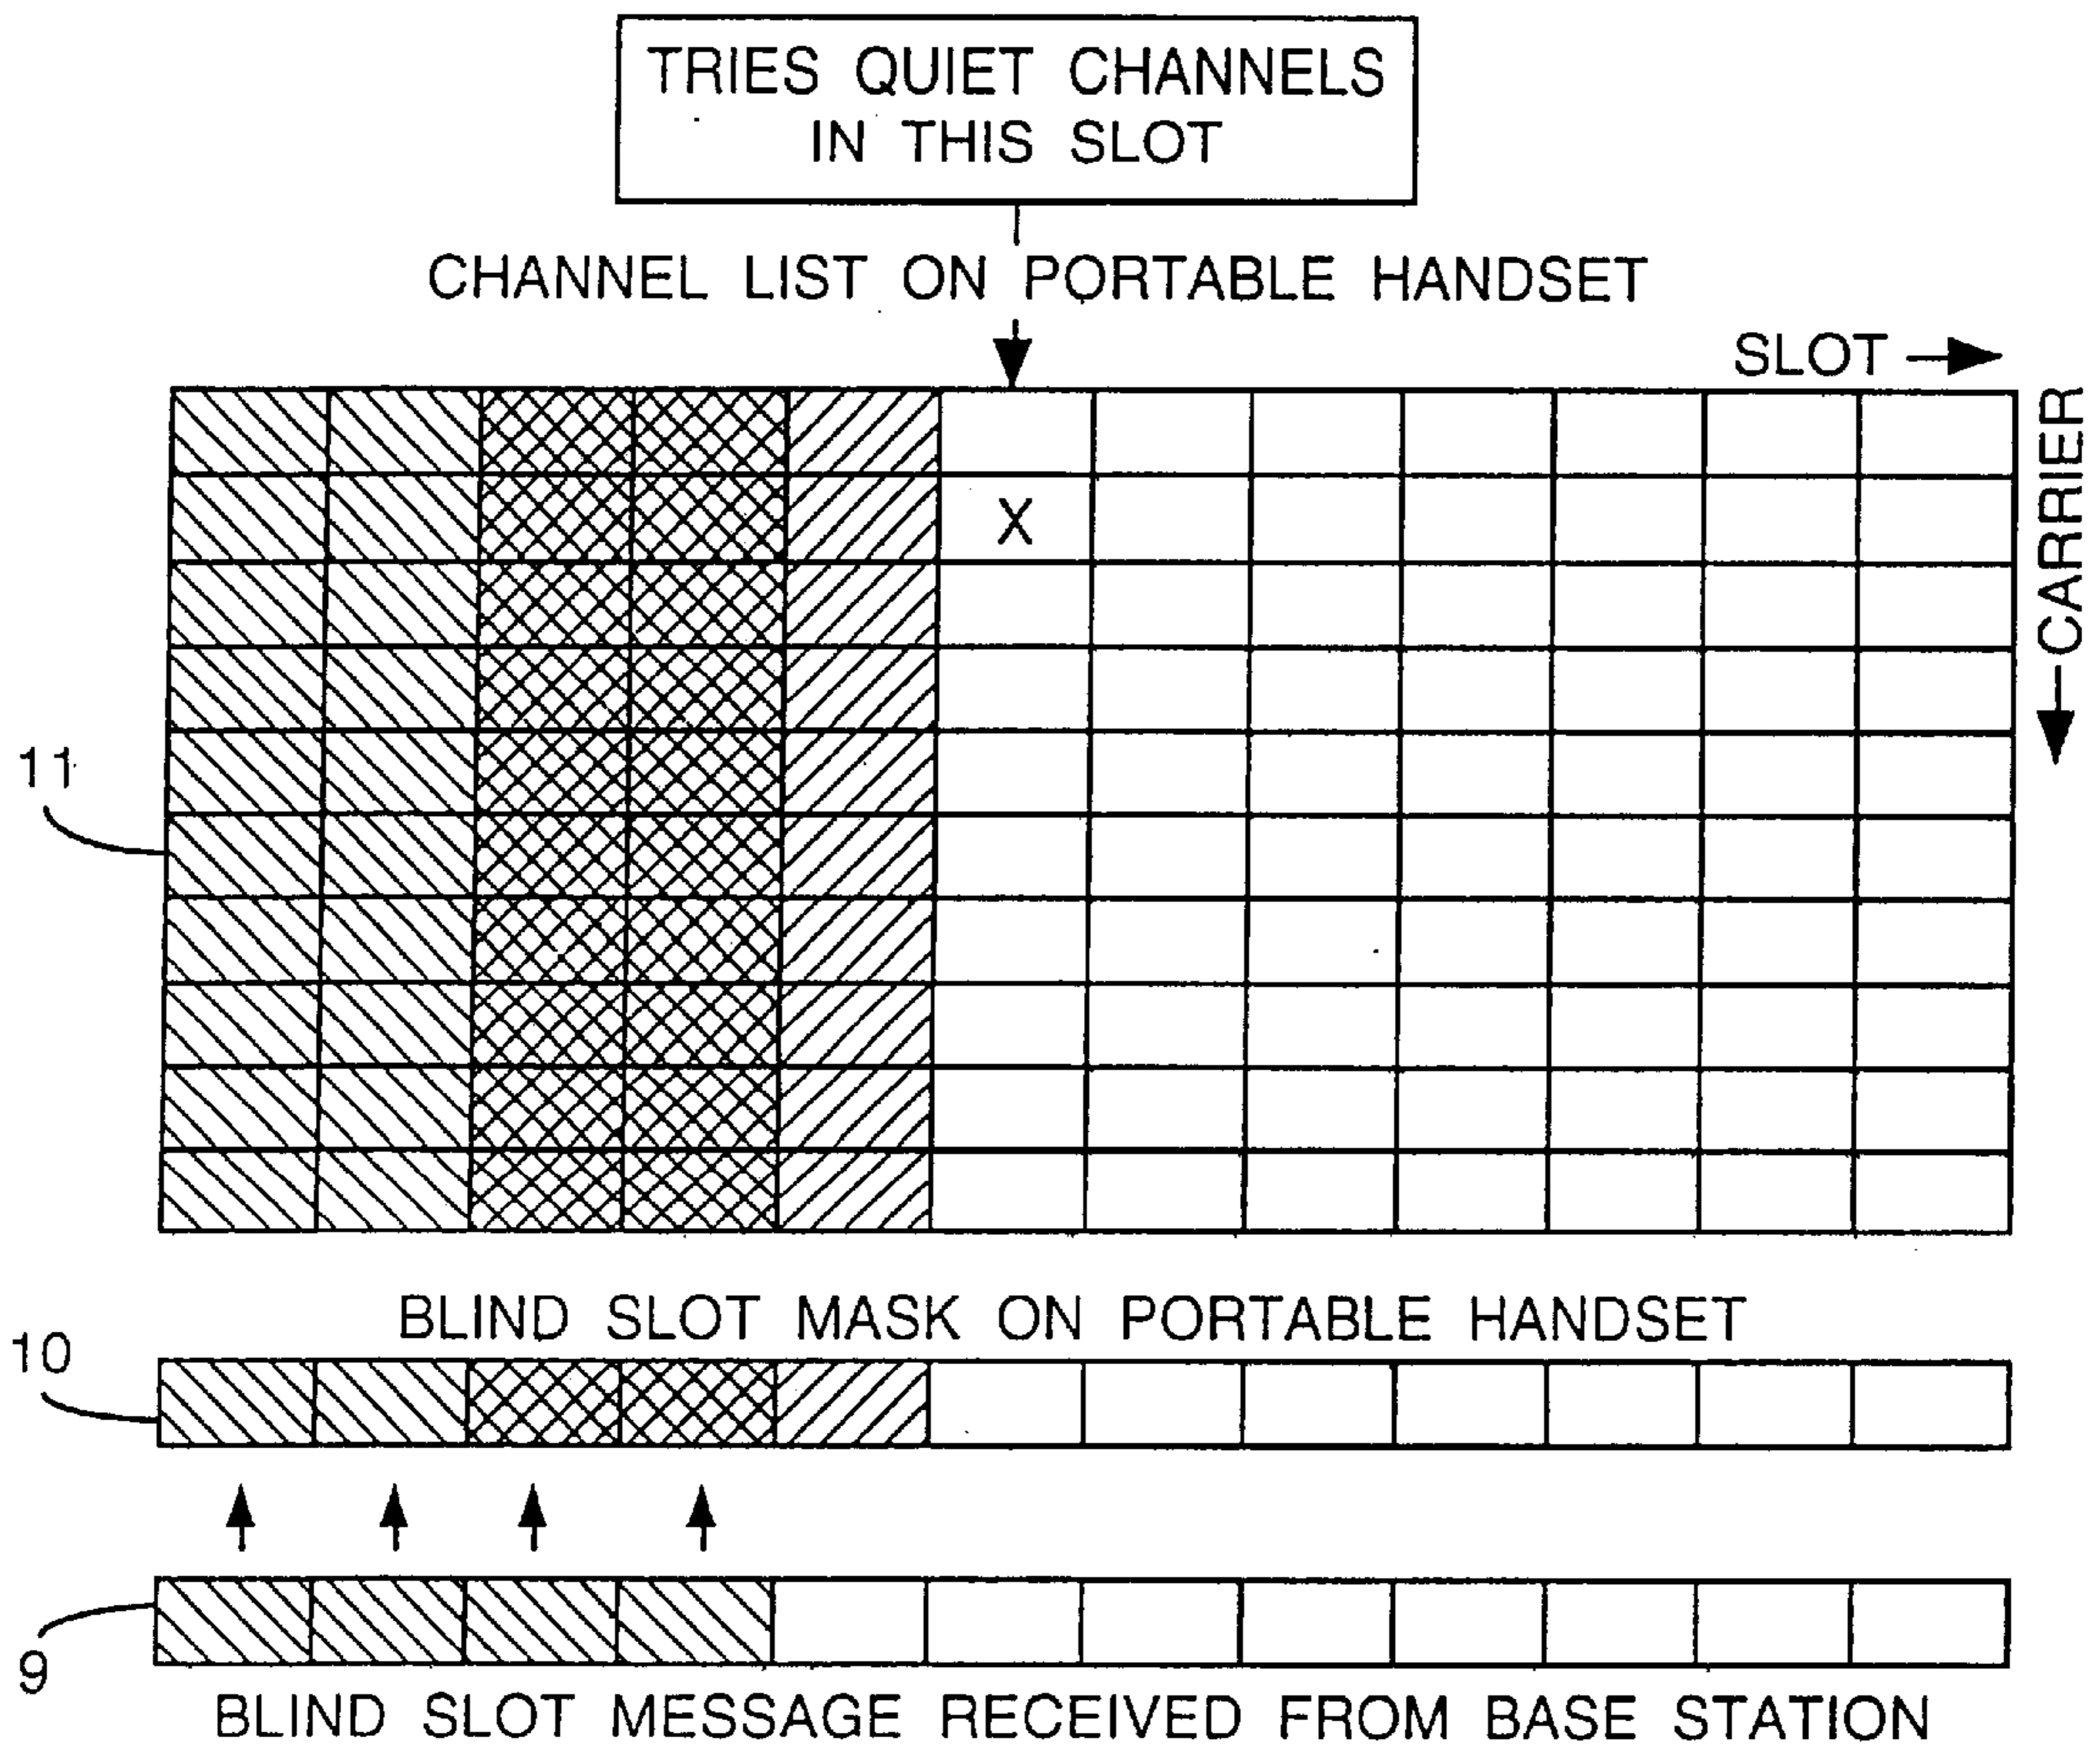 TRIES QUIET CHANNELS
IN THIS SLOT
CHANNEL LIST ON PORTABLE HANDSET
SLOT
CARRIER
X
11
BLIND SLOT MASK ON PORTABLE HANDSET
10
9
BLIND SLOT MESSAGE RECEIVED FROM BASE STATION